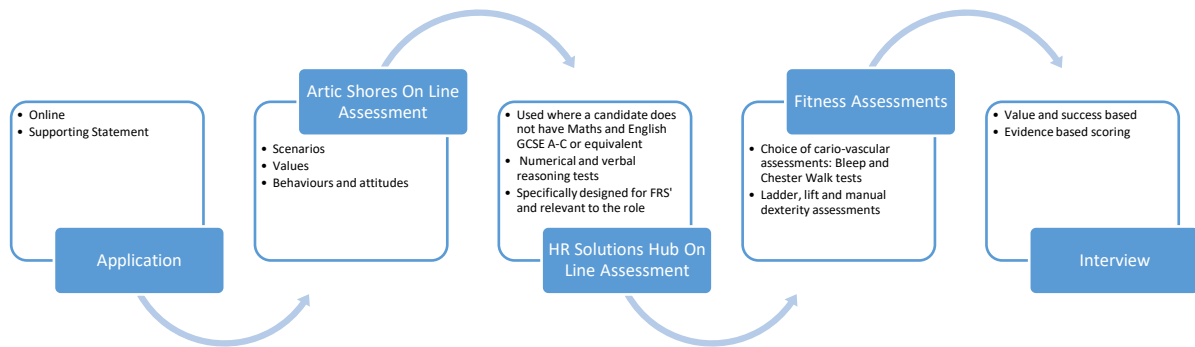 Application
• Online
• Supporting Statement
Artic Shores On Line
Assessment
• Scenarios
• Values
• Behaviours and attitudes
• Used where a candidate does
not have Maths and English
GCSE A-C or equivalent
• Numerical and verbal
reasoning tests
• Specifically designed for FRS'
and relevant to the role
HR Solutions Hub On
Line Assessment
Fitness Assessments
• Choice of cario-vascular
assessments: Bleep and
Chester Walk tests
• Ladder, lift and manual
dexterity assessments
• Value and success based
• Evidence based scoring
Interview